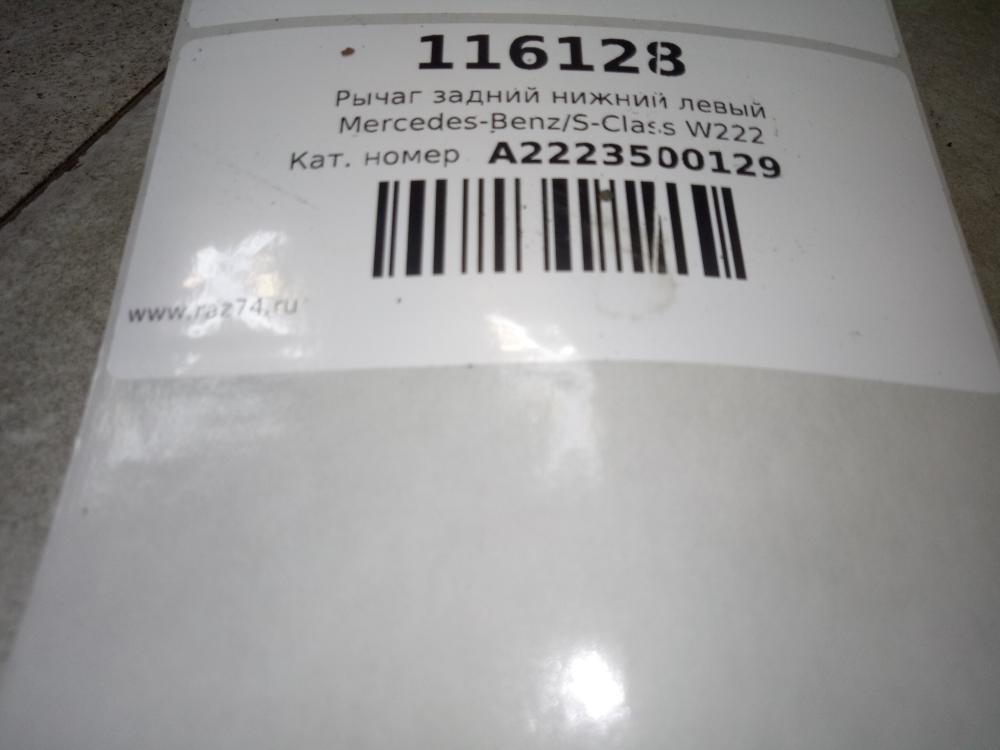 116128
Рычаг задний нижний левый
Mercedes-Benz/S-Class W222
Кат. номер A2223500129
www.raz74.ru